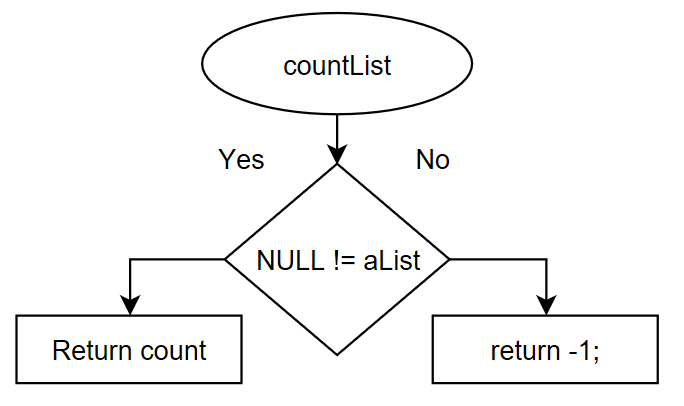 countList
Yes
No
NULL != aList
Return count
return -1;